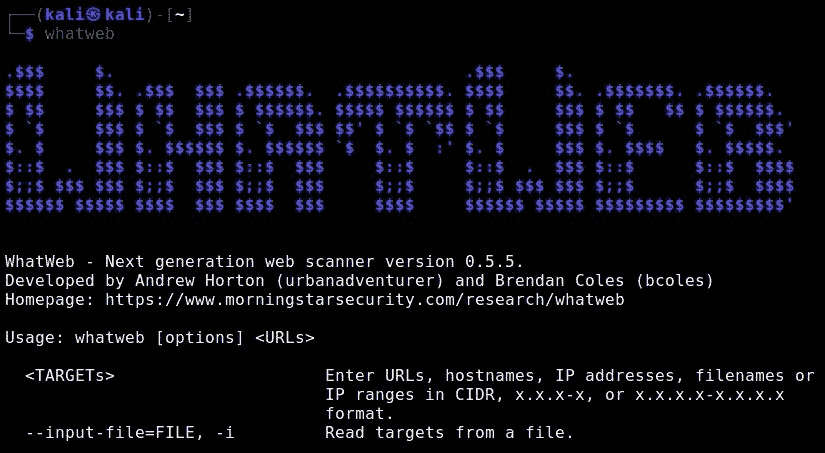 ┌──(kali㉿kali)-[~]
└─$ whatweb
.$$$     $.                                   .$$$     $.
$$$$     $$. .$$$  $$$ .$$$$$$.  .$$$$$$$$$$. $$$$     $$. .$$$$$$$. .$$$$$$.
$ $$     $$$ $ $$  $$$ $ $$$$$$. $$$$$ $$$$$$ $ $$     $$$ $ $$   $$ $ $$$$$$.
$ `$     $$$ $ `$  $$$ $ `$  $$$ $$' $ `$ `$$ $ `$     $$$ $ `$      $ `$  $$$'
$. $     $$$ $. $$$$$$ $. $$$$$$ `$  $. $  :' $. $     $$$ $. $$$$   $. $$$$$.
$::$  .  $$$ $::$  $$$ $::$  $$$     $::$     $::$  .  $$$ $::$      $::$  $$$$
$;;$ $$$ $$$ $;;$  $$$ $;;$  $$$     $;;$     $;;$ $$$ $$$ $;;$      $;;$  $$$$
$$$$$$ $$$$$ $$$$  $$$ $$$$  $$$     $$$$     $$$$$$ $$$$$ $$$$$$$$$ $$$$$$$$$'
WhatWeb - Next generation web scanner version 0.5.5.
Developed by Andrew Horton (urbanadventurer) and Brendan Coles (bcoles)
Homepage: https://www.morningstarsecurity.com/research/whatweb
Usage: whatweb [options] <URLs>
<TARGETs> Enter URLs, hostnames, IP addresses, filenames or
IP ranges in CIDR, x.x.x-x, or x.x.x.x-x.x.x.x
format.
--input-file=FILE, -i Read targets from a file.